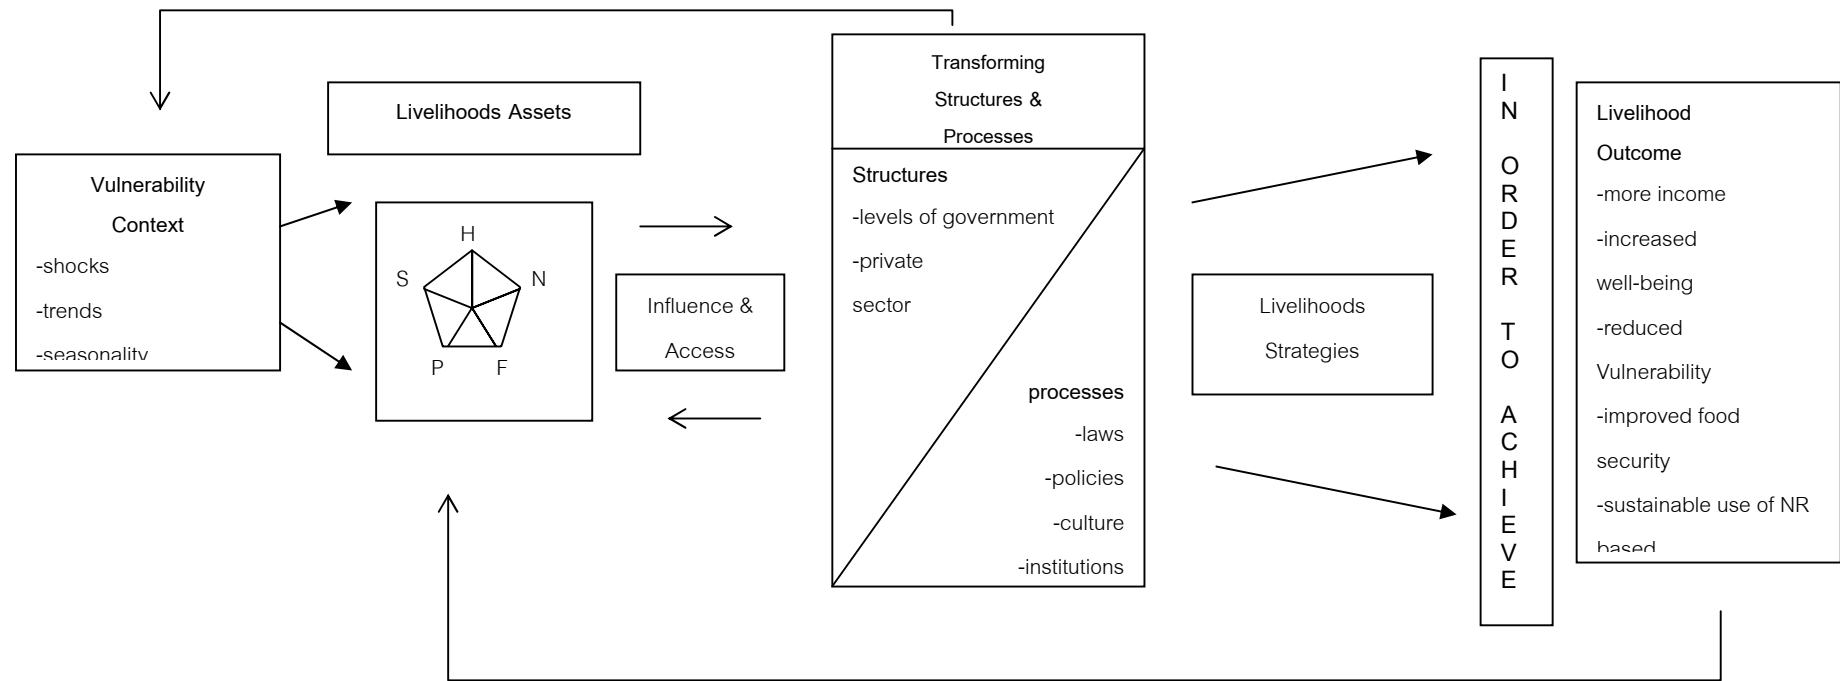 Vulnerability
Context
-shocks
-trends
-seasonality
Livelihoods Assets
H
S
N
P
F
Influence &
Access
Transforming
Structures &
Processes
Structures
-levels of government
-private
sector
processes
-laws
-policies
-culture
-institutions
Livelihoods
Strategies
IN ORDER TO ACHIEVE
Livelihood
Outcome
-more income
-increased
well-being
-reduced
Vulnerability
-improved food
security
-sustainable use of NR
based